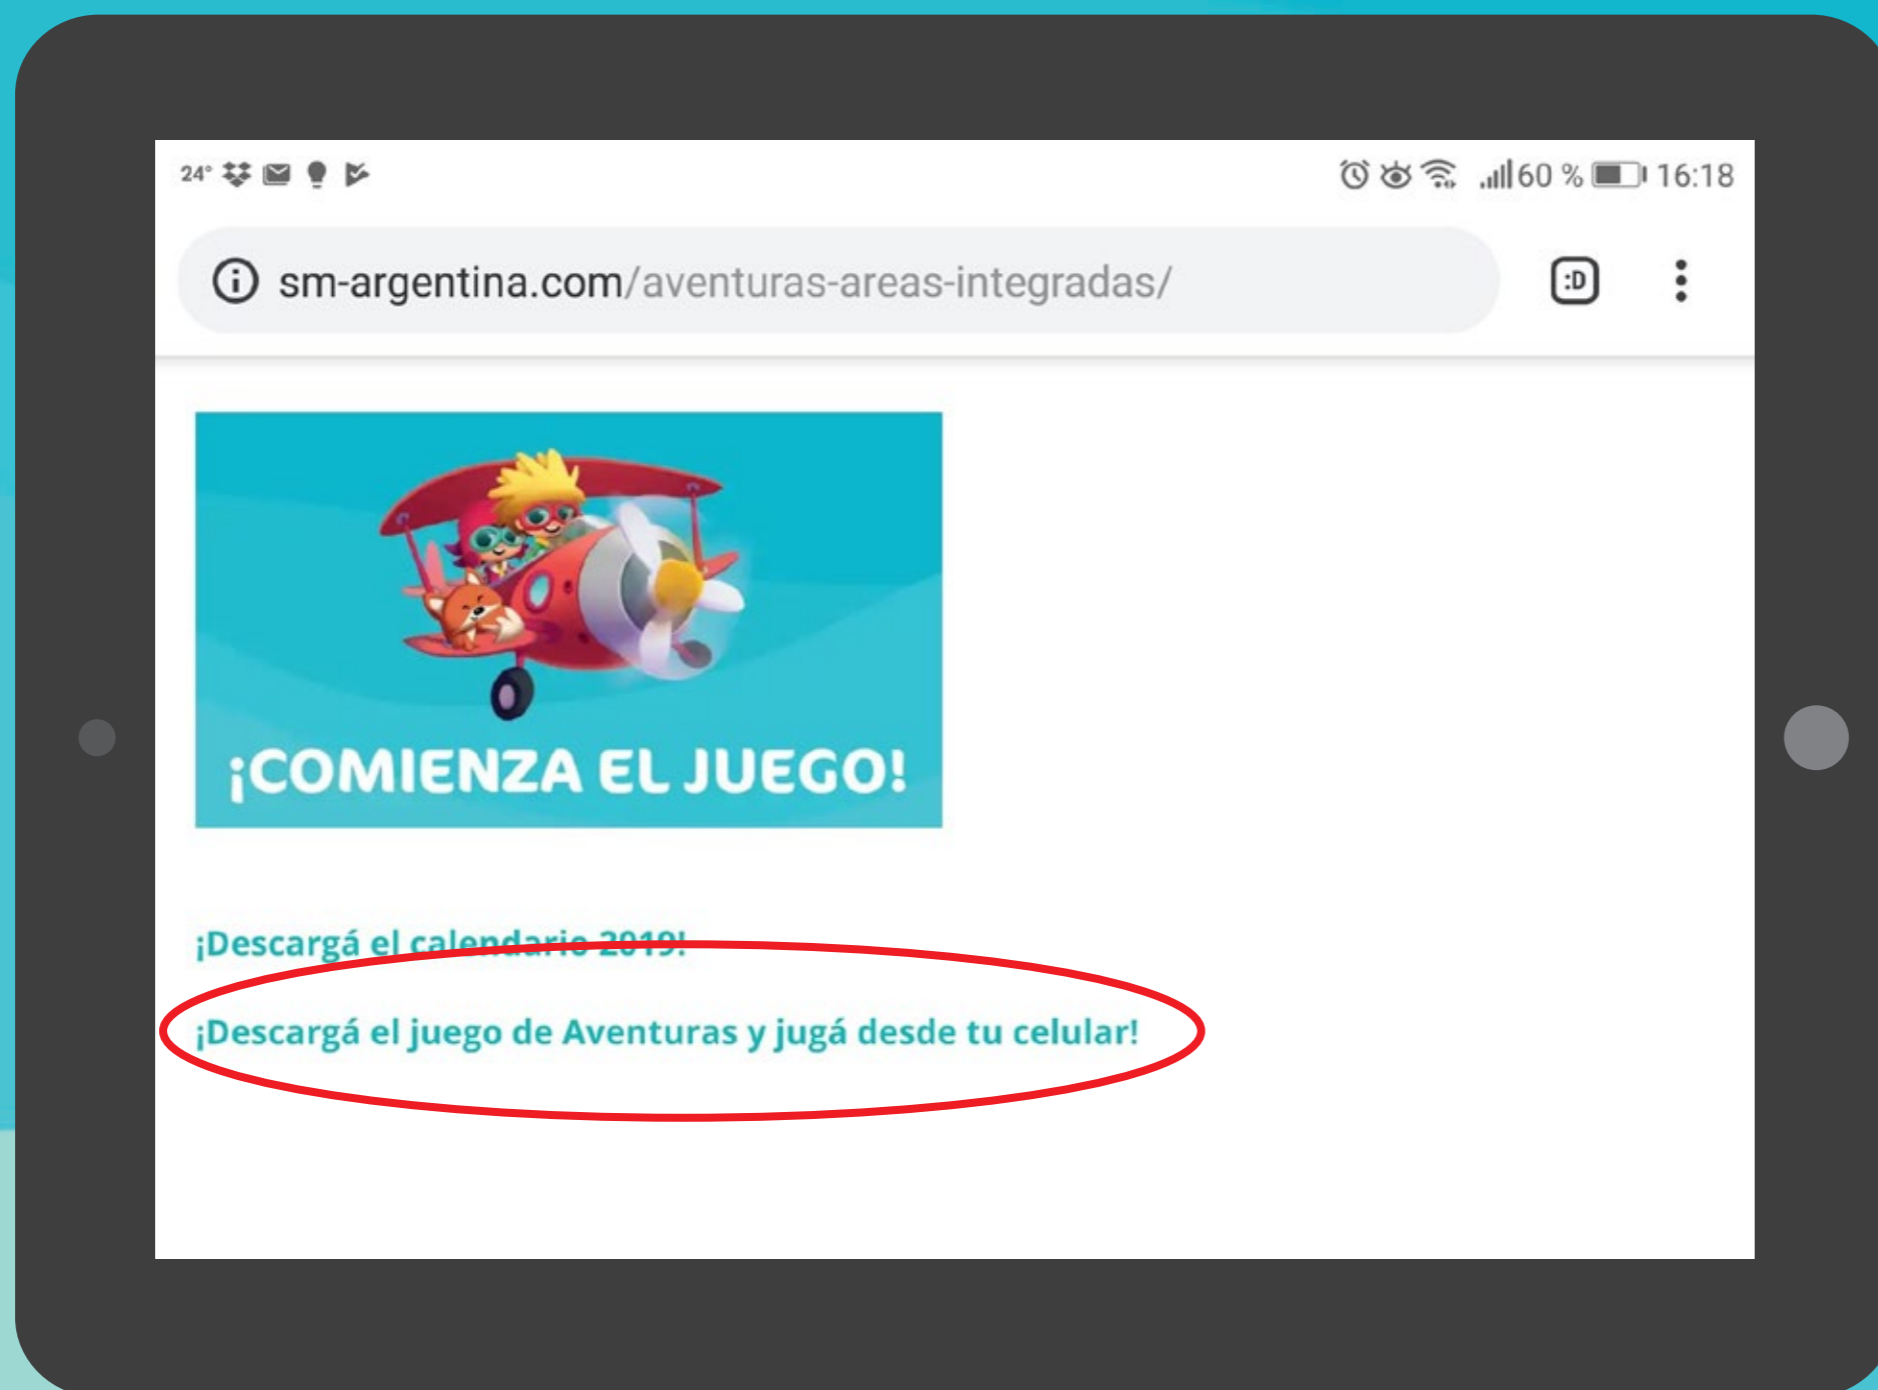 24°
60 % 16:18
sm-argentina.com/aventuras-areas-integradas/
:D
¡COMIENZA EL JUEGO!
¡Descargá el calendario 2019!
¡Descargá el juego de Aventuras y jugá desde tu celular!